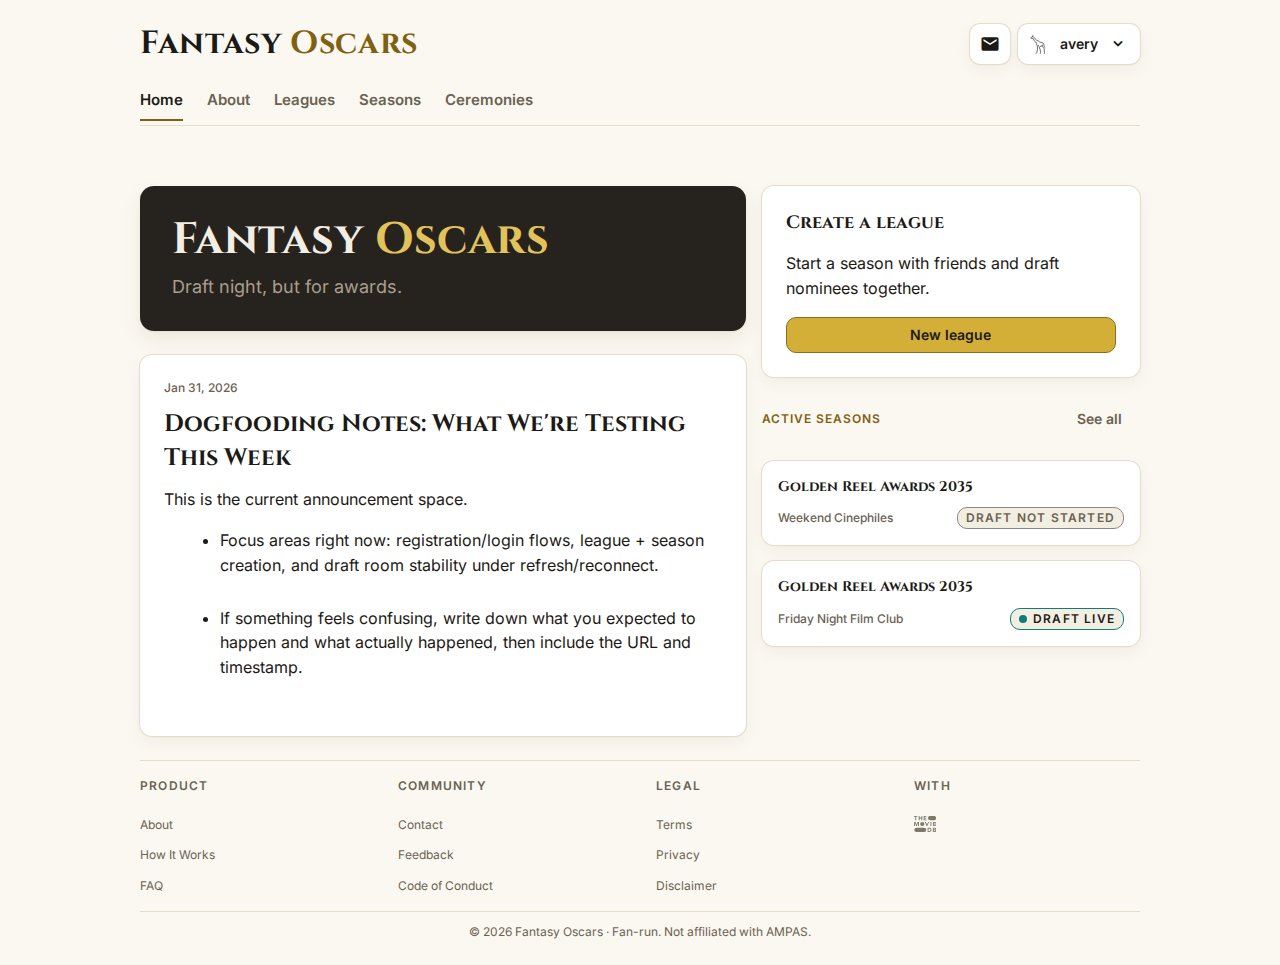 Fantasy Oscars
avery
Home About Leagues Seasons Ceremonies
Fantasy Oscars
Draft night, but for awards.
Jan 31, 2026
Dogfooding Notes: What We're Testing
This Week
This is the current announcement space.
• Focus areas right now: registration/login flows, league + season
creation, and draft room stability under refresh/reconnect.
• If something feels confusing, write down what you expected to
happen and what actually happened, then include the URL and
timestamp.
Create a league
Start a season with friends and draft
nominees together.
New league
ACTIVE SEASONS
See all
Golden Reel Awards 2035
Weekend Cinephiles
DRAFT NOT STARTED
Golden Reel Awards 2035
Friday Night Film Club
DRAFT LIVE
PRODUCT
About
How It Works
FAQ
COMMUNITY
Contact
Feedback
Code of Conduct
LEGAL
Terms
Privacy
Disclaimer
WITH
THE
MOVIE
DB
© 2026 Fantasy Oscars · Fan-run. Not affiliated with AMPAS.